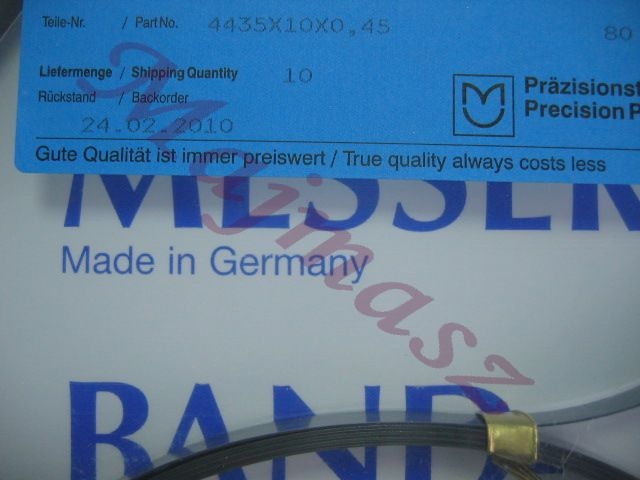 Teile-Nr. / Part No. 4435X10X0,45 80
Liefermenge / Shipping Quantity 10
Rückstand / Backorder
24.02.2010
Präzisionst
Precision P
Gute Qualität ist immer preiswert / True quality always costs less
MESSER
Made in Germany
BAND
Majmasz